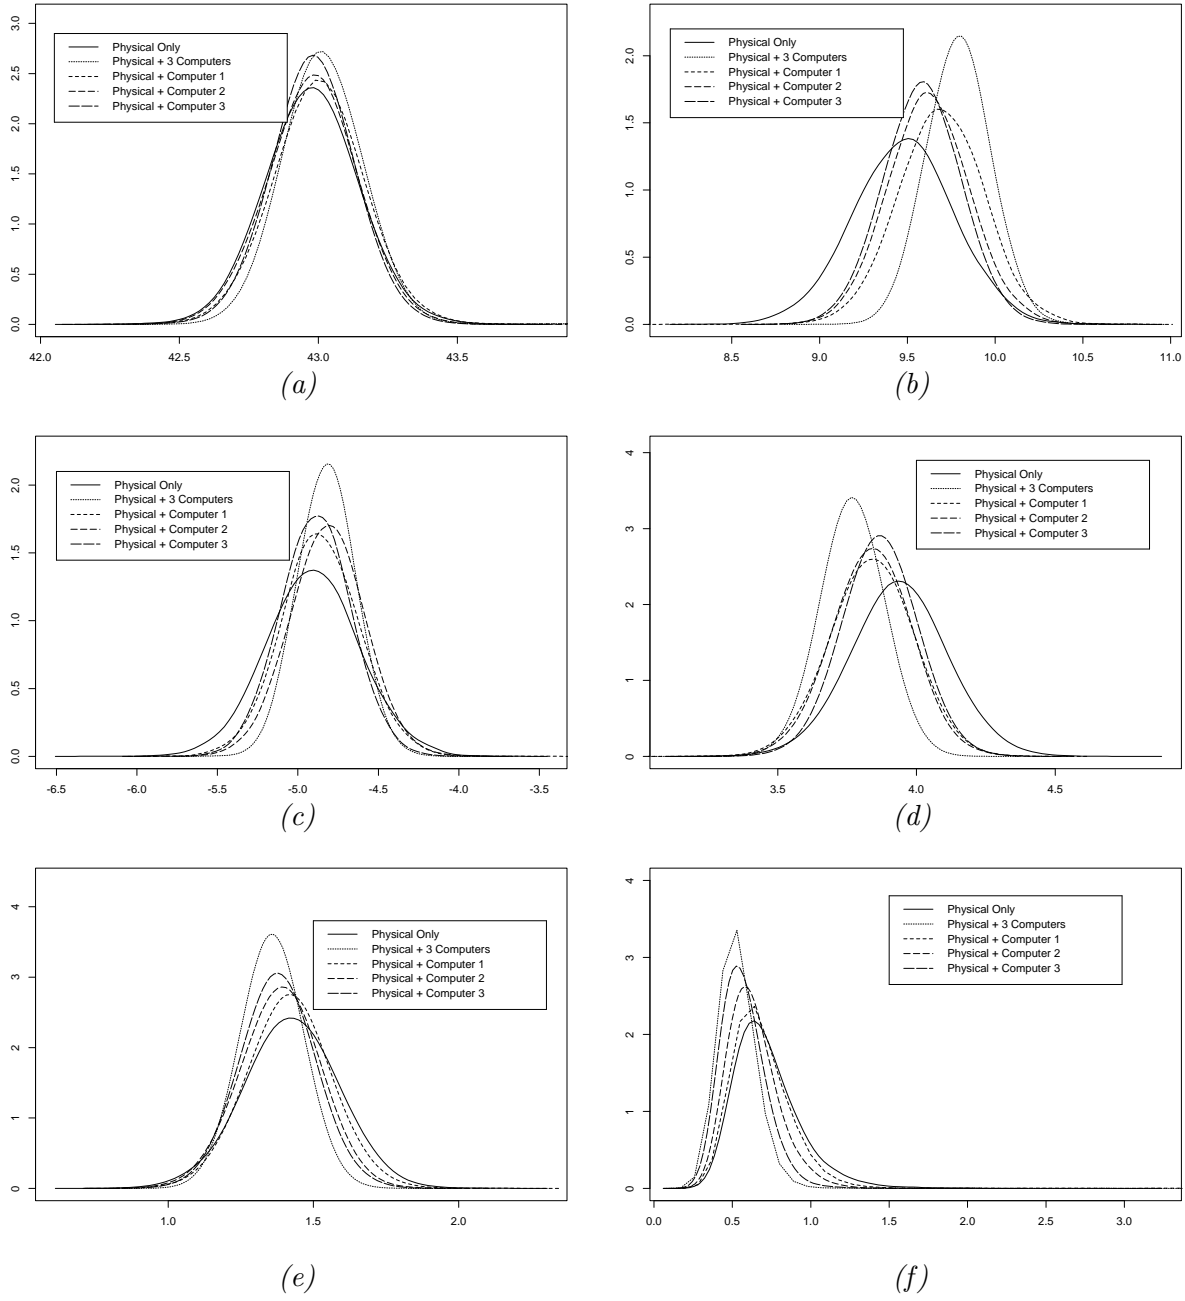 3.0
2.5
2.0
1.5
1.0
0.5
0.0
Physical Only
Physical + 3 Computers
Physical + Computer 1
Physical + Computer 2
Physical + Computer 3
42.0 42.5 43.0 43.5
(a)
2.0
1.5
1.0
0.5
0.0
Physical Only
Physical + 3 Computers
Physical + Computer 1
Physical + Computer 2
Physical + Computer 3
8.5 9.0 9.5 10.0 10.5 11.0
(b)
2.0
1.5
1.0
0.5
0.0
Physical Only
Physical + 3 Computers
Physical + Computer 1
Physical + Computer 2
Physical + Computer 3
-6.5 -6.0 -5.5 -5.0 -4.5 -4.0 -3.5
(c)
4
3
2
1
0
Physical Only
Physical + 3 Computers
Physical + Computer 1
Physical + Computer 2
Physical + Computer 3
3.5 4.0 4.5
(d)
4
3
2
1
0
Physical Only
Physical + 3 Computers
Physical + Computer 1
Physical + Computer 2
Physical + Computer 3
1.0 1.5 2.0
(e)
4
3
2
1
0
Physical Only
Physical + 3 Computers
Physical + Computer 1
Physical + Computer 2
Physical + Computer 3
0.0 0.5 1.0 1.5 2.0 2.5 3.0
(f)